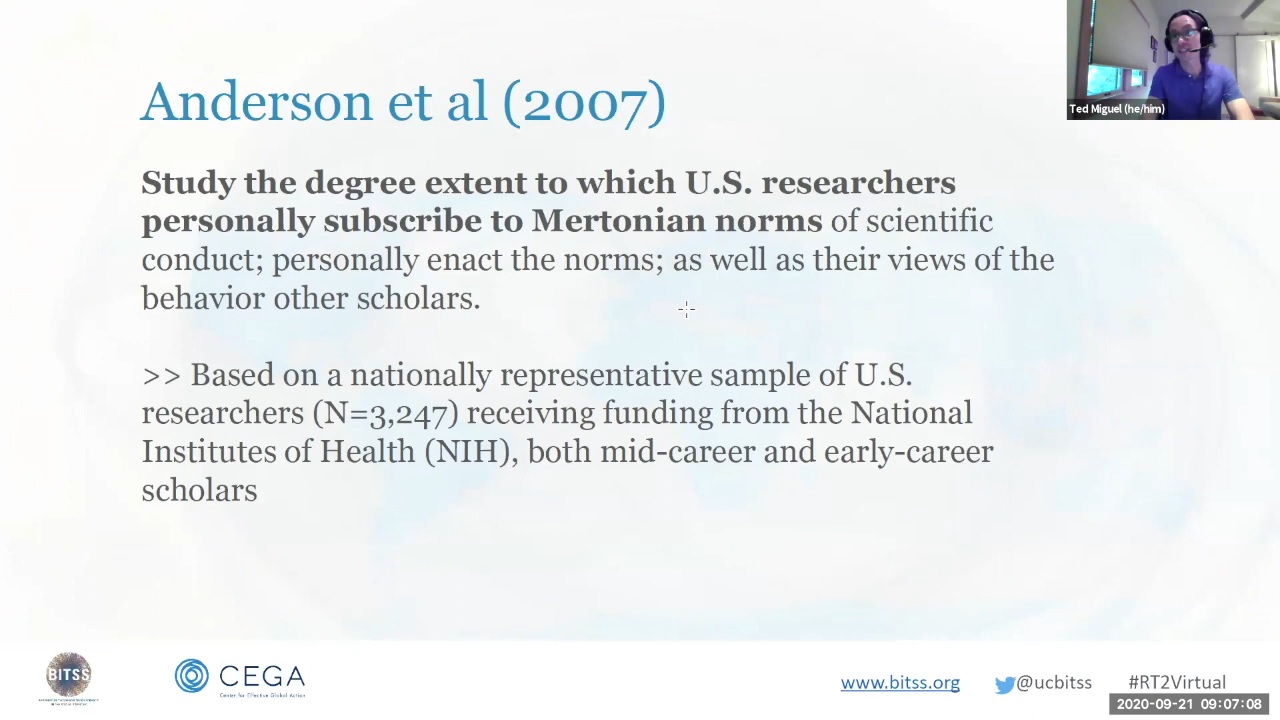 Anderson et al (2007)
Ted Miguel (he/him)
Study the degree extent to which U.S. researchers
personally subscribe to Mertonian norms of scientific
conduct; personally enact the norms; as well as their views of the
behavior other scholars.
>> Based on a nationally representative sample of U.S.
researchers (N=3,247) receiving funding from the National
Institutes of Health (NIH), both mid-career and early-career
scholars
BITSS
CEGA
Center for Effective Global Action
www.bitss.org
@ucbitss
#RT2Virtual
2020-09-21 09:07:08